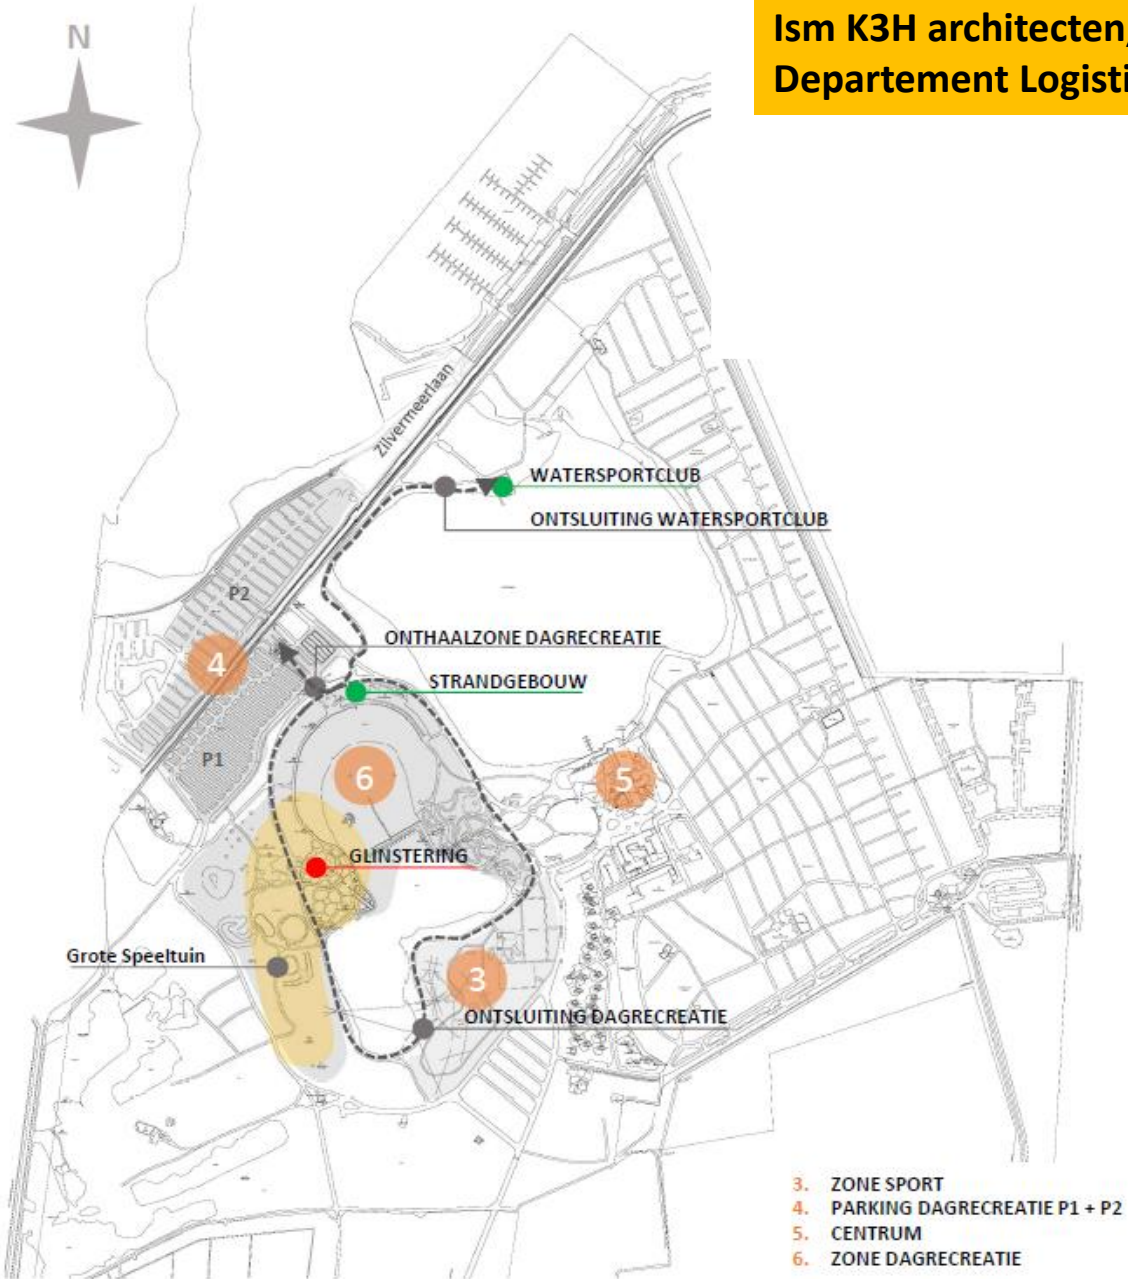 N
Ism K3H architecten,
Departement Logisti
Zilvermeerlaan
WATERSPORTCLUB
ONTSLUITING WATERSPORTCLUB
P2
ONTHAALZONE DAGRECREATIE
4
STRANDGEBOUW
P1
6
5
GLINSTERING
Grote Speeltuin
3
ONTSLUITING DAGRECREATIE
3. ZONE SPORT
4. PARKING DAGRECREATIE P1 + P2
5. CENTRUM
6. ZONE DAGRECREATIE